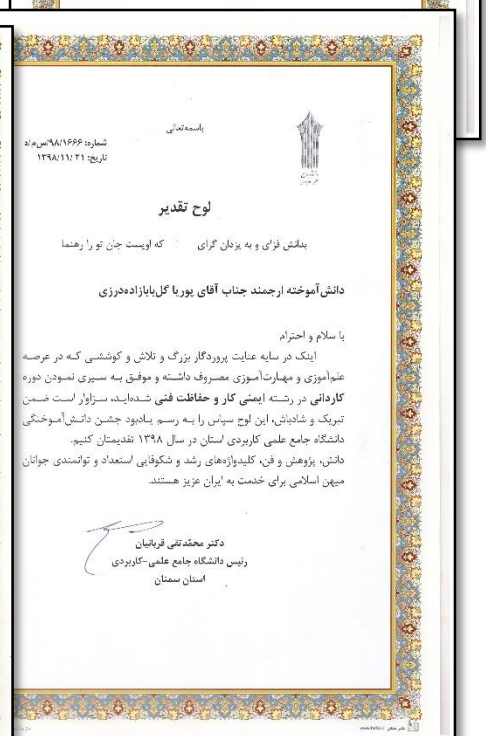 باسمه‌تعالی
شماره: ۹۸/۱۶۶۶/س‌م/ه
تاریخ: ۱۳۹۸/۱۱/۲۱
لوح تقدیر
بدانش فزای و به یزدان گرای که اویست جان تو را رهنما
دانش‌آموخته ارجمند جناب آقای پوریا گل‌بابازاده‌درزی
با سلام و احترام
اینک در سایه عنایت پروردگار بزرگ و تلاش و کوششی که در عرصه
علم‌آموزی و مهارت‌آموزی مصروف داشته و موفق به سپری نمودن دوره
کاردانی در رشته ایمنی کار و حفاظت فنی شده‌اید، سزاوار است ضمن
تبریک و شادباش، این لوح سپاس را به رسم یادبود جشن دانش‌آموختگی
دانشگاه جامع علمی کاربردی استان در سال ۱۳۹۸ تقدیمتان کنیم.
دانش، پژوهش و فن، کلیدواژه‌های رشد و شکوفایی استعداد و توانمندی جوانان
میهن اسلامی برای خدمت به ایران عزیز هستند.
دکتر محمّدتقی قربانیان
رئیس دانشگاه جامع علمی-کاربردی
استان سمنان